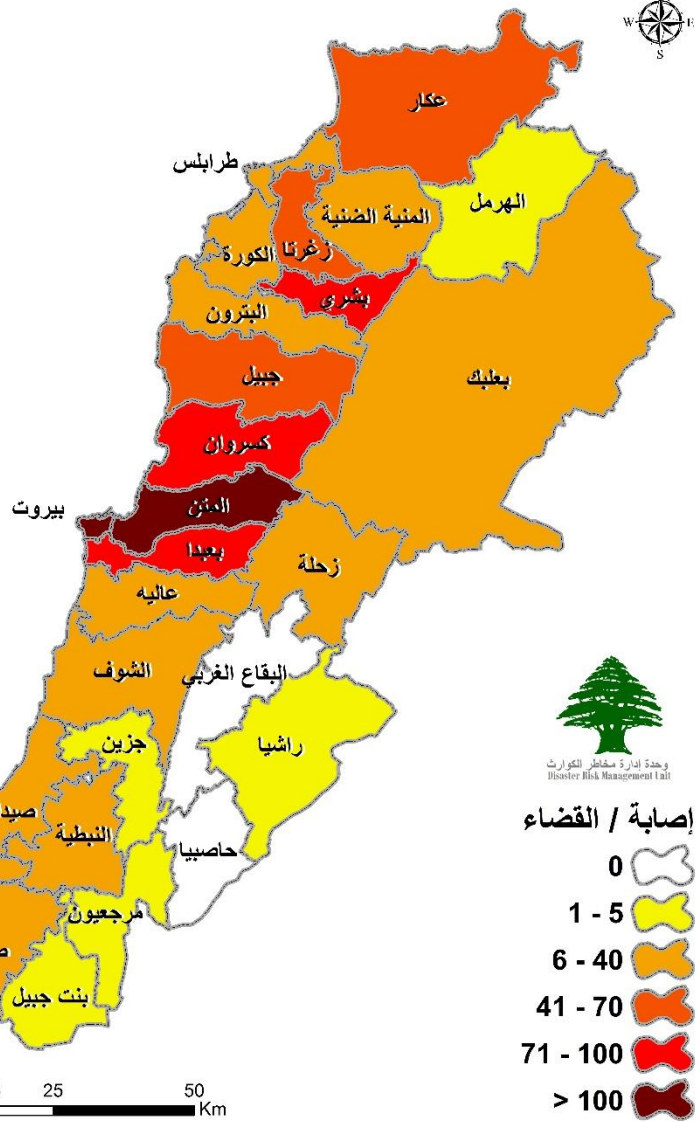 W E
S
عكار
طرابلس
الهرمل
المنية الضنية
زغرتا
الكورة
بشري
البترون
جبيل
بعلبك
كسروان
المتن
بيروت
بعبدا
زحلة
عاليه
البقاع الغربي
الشوف
راشيا
جزين
وحدة إدارة مخاطر الكوارث
Disaster Risk Management Unit
صيدا
النبطية
حاصبيا
مرجعيون
بنت جبيل
إصابة / القضاء
0
1 - 5
6 - 40
41 - 70
71 - 100
> 100
25 50
Km